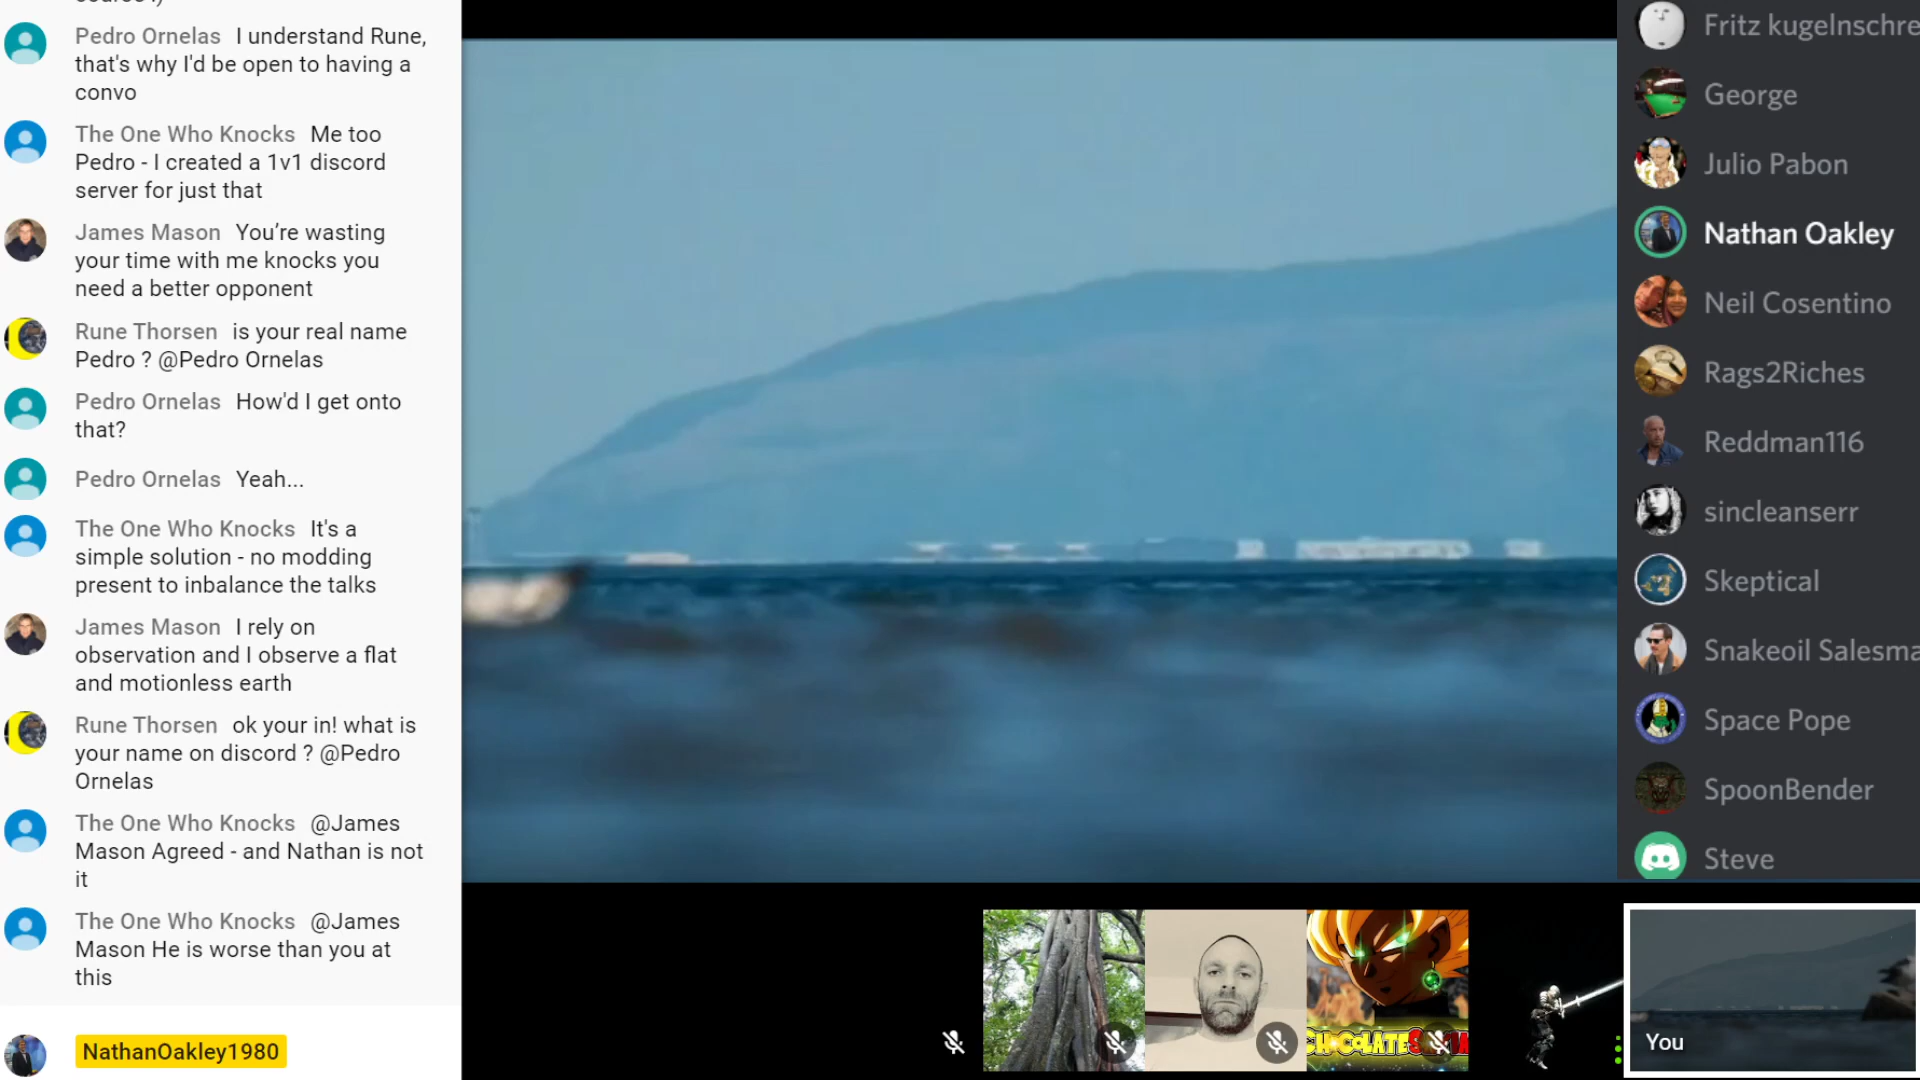 Pedro Ornelas I understand Rune,
that's why I'd be open to having a
convo
The One Who Knocks Me too
Pedro - I created a 1v1 discord
server for just that
James Mason You’re wasting
your time with me knocks you
need a better opponent
Rune Thorsen is your real name
Pedro ? @Pedro Ornelas
Pedro Ornelas How'd I get onto
that?
Pedro Ornelas Yeah...
The One Who Knocks It's a
simple solution - no modding
present to inbalance the talks
James Mason I rely on
observation and I observe a flat
and motionless earth
Rune Thorsen ok your in! what is
your name on discord ? @Pedro
Ornelas
The One Who Knocks @James
Mason Agreed - and Nathan is not
it
The One Who Knocks @James
Mason He is worse than you at
this
NathanOakley1980
Fritz kugelnschre
George
Julio Pabon
Nathan Oakley
Neil Cosentino
Rags2Riches
Reddman116
sincleanserr
Skeptical
Snakeoil Salesma
Space Pope
SpoonBender
Steve
You